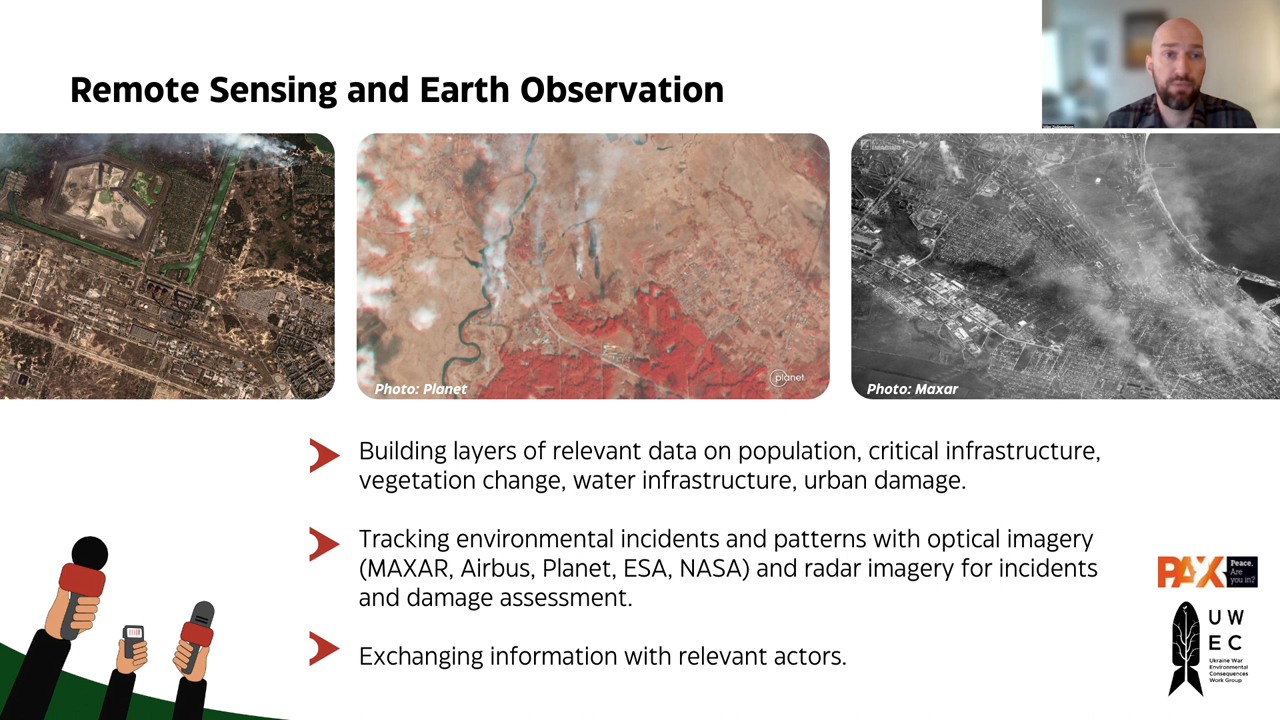 Remote Sensing and Earth Observation
Photo: Planet
planet
Photo: Maxar
Building layers of relevant data on population, critical infrastructure,
vegetation change, water infrastructure, urban damage.
Tracking environmental incidents and patterns with optical imagery
(MAXAR, Airbus, Planet, ESA, NASA) and radar imagery for incidents
and damage assessment.
Exchanging information with relevant actors.
PAX
Peace.
Are
you in?
U W
E C
Ukraine War
Environmental
Consequences
Work Group